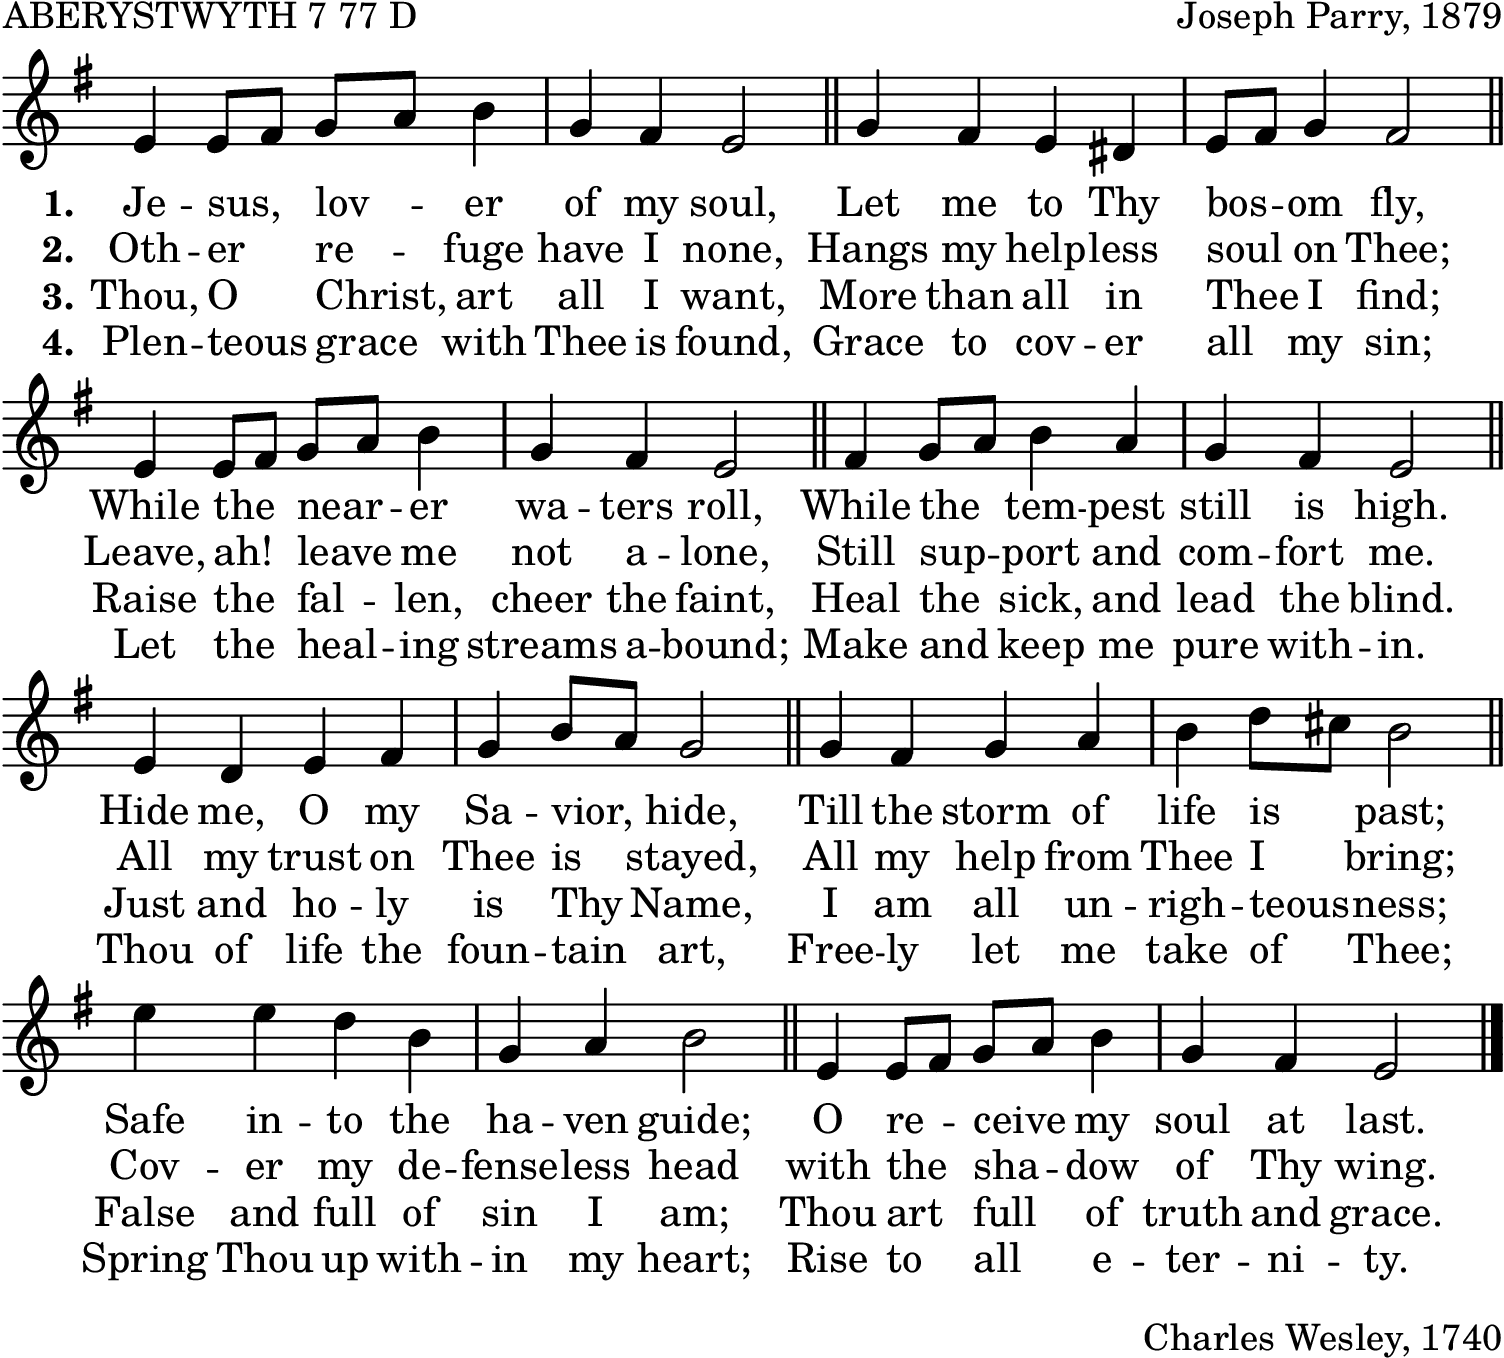 ABERYSTWYTH 7 77 D Joseph Parry, 1879
1. Je -- sus, lov -- er of my soul, Let me to Thy bos -- om fly,
2. Oth -- er re -- fuge have I none, Hangs my helpless soul on Thee;
3. Thou, O Christ, art all I want, More than all in Thee I find;
4. Plen -- teous grace with Thee is found, Grace to cov -- er all my sin;
While the near -- er wa -- ters roll, While the tem -- pest still is high.
Leave, ah! leave me not a -- lone, Still sup -- port and com -- fort me.
Raise the fal -- len, cheer the faint, Heal the sick, and lead the blind.
Let the heal -- ing streams a -- bound; Make and keep me pure with -- in.
Hide me, O my Sa -- vior, hide, Till the storm of life is past;
All my trust on Thee is stayed, All my help from Thee I bring;
Just and ho -- ly is Thy Name, I am all un -- righ -- teousness;
Thou of life the foun -- tain art, Free -- ly let me take of Thee;
Safe in -- to the ha -- ven guide; O re -- ceive my soul at last.
Cov -- er my de -- fenseless head with the sha -- dow of Thy wing.
False and full of sin I am; Thou art full of truth and grace.
Spring Thou up with -- in my heart; Rise to all e -- ter -- ni -- ty.
Charles Wesley, 1740